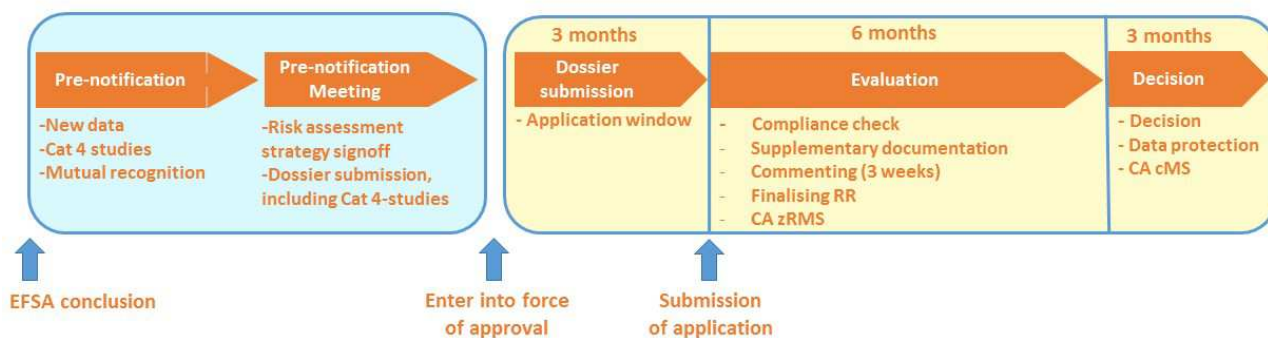 Pre-notification
-New data
-Cat 4 studies
-Mutual recognition
Pre-notification
Meeting
-Risk assessment
strategy signoff
-Dossier submission,
including Cat 4-studies
3 months
Dossier
submission
- Application window
6 months
Evaluation
- Compliance check
- Supplementary documentation
- Commenting (3 weeks)
- Finalising RR
- CA zRMS
3 months
Decision
- Decision
- Data protection
- CA cMS
EFSA conclusion
Enter into force
of approval
Submission
of application